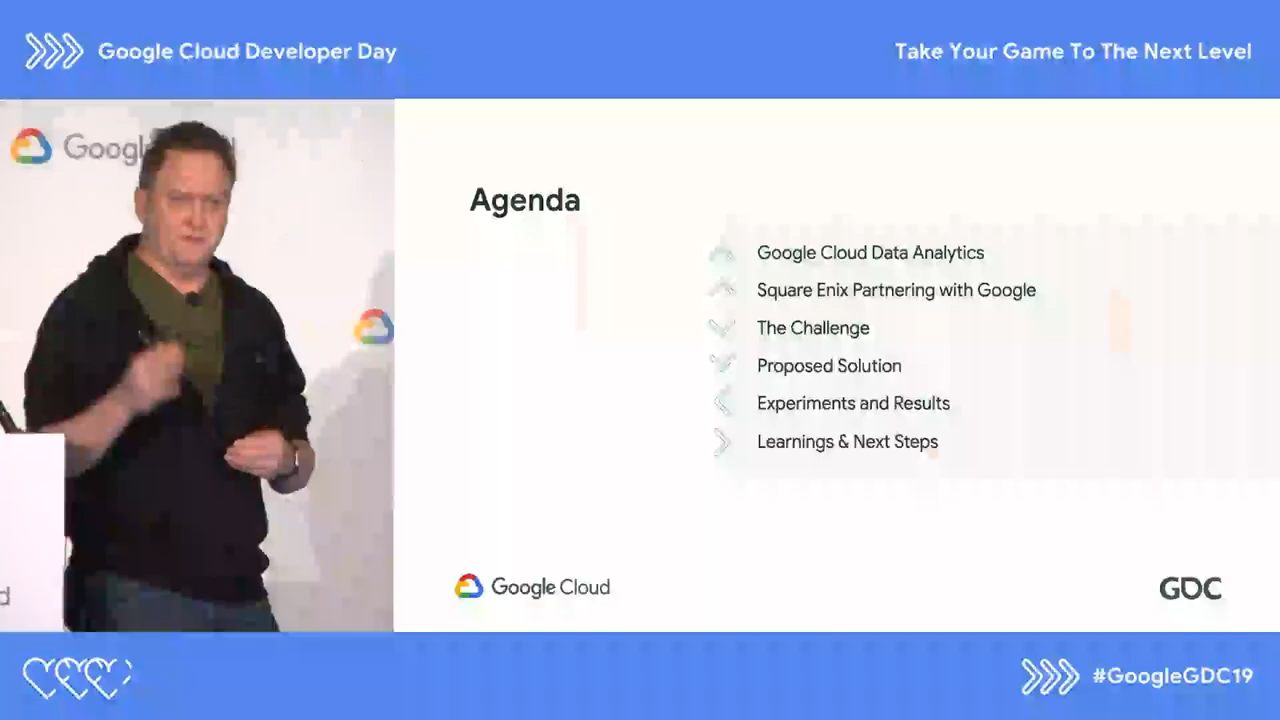 Google Cloud Developer Day
Take Your Game To The Next Level
Agenda
Google Cloud Data Analytics
Square Enix Partnering with Google
The Challenge
Proposed Solution
Experiments and Results
Learnings & Next Steps
Google Cloud
GDC
#GoogleGDC19